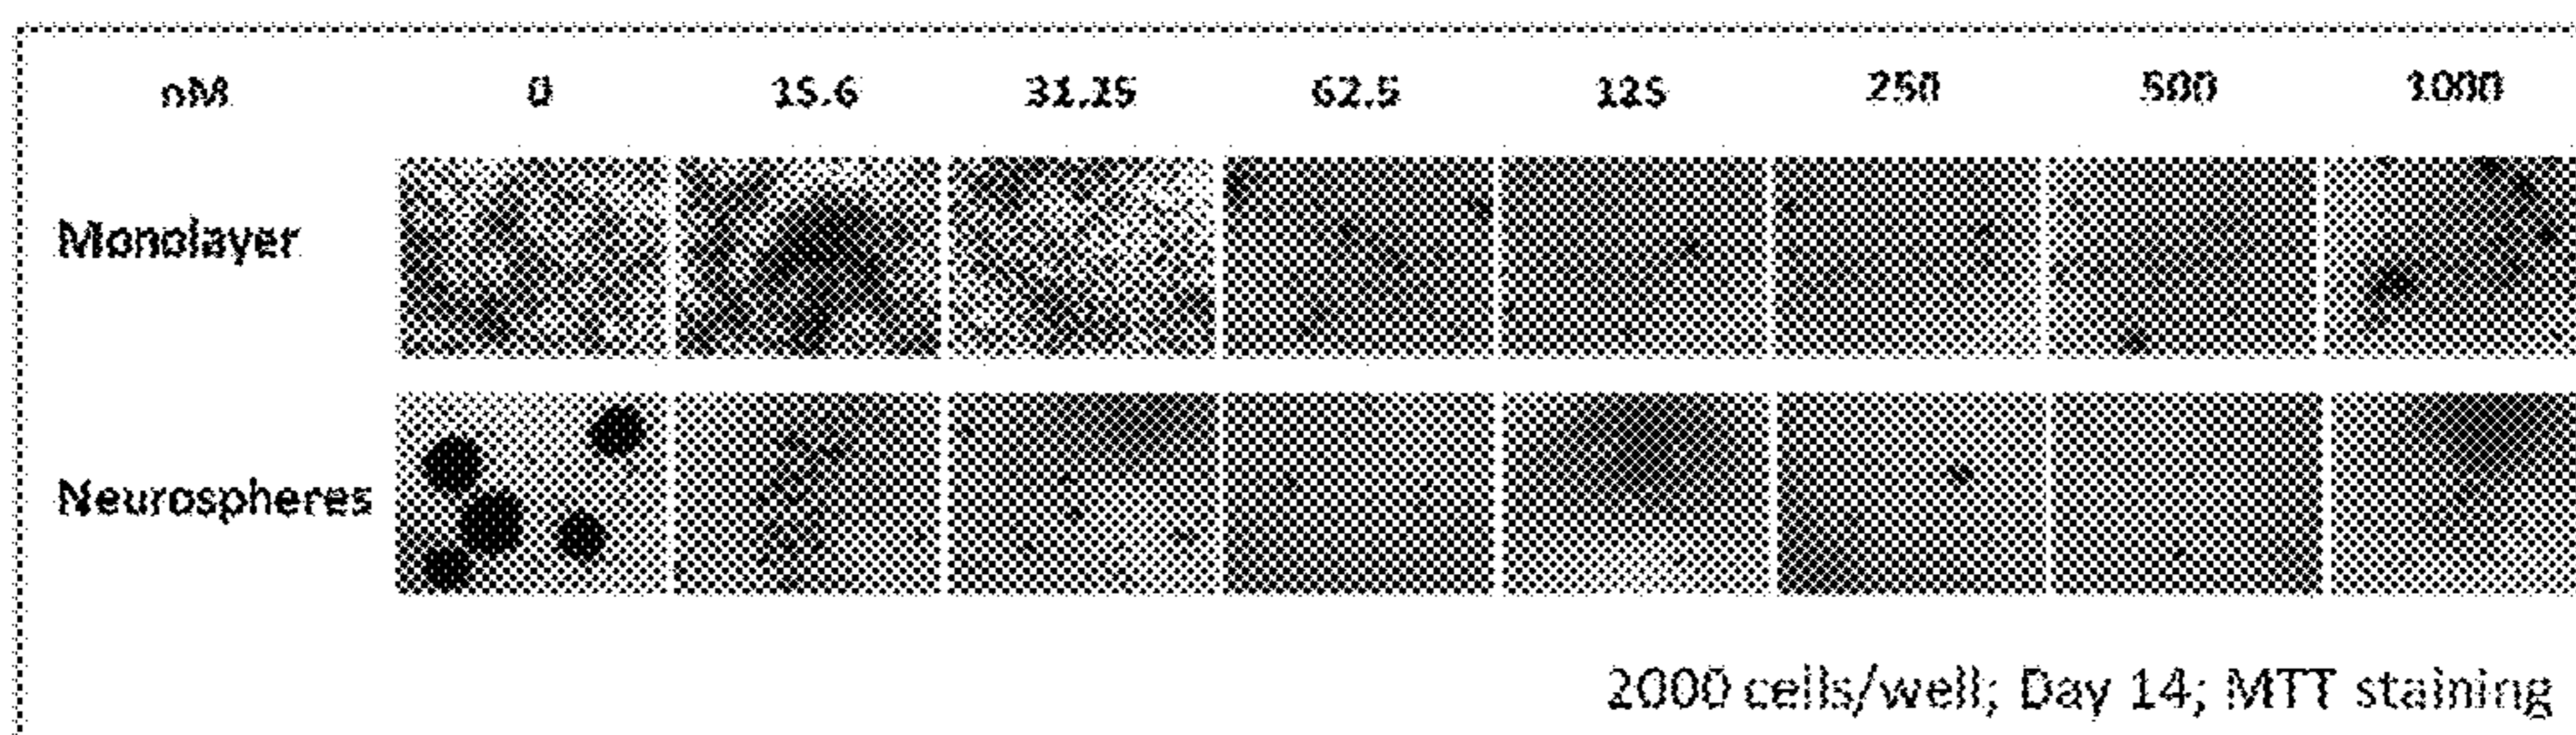 nM 0 15.6 31.25 62.5 125 250 500 1000
Monolayer
Neurospheres
2000 cells/well; Day 14; MTT staining